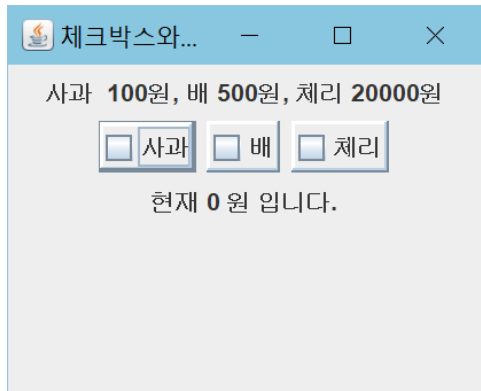 체크박스와...
사과 100원, 배 500원, 체리 20000원
사과 배 체리
현재 0 원 입니다.